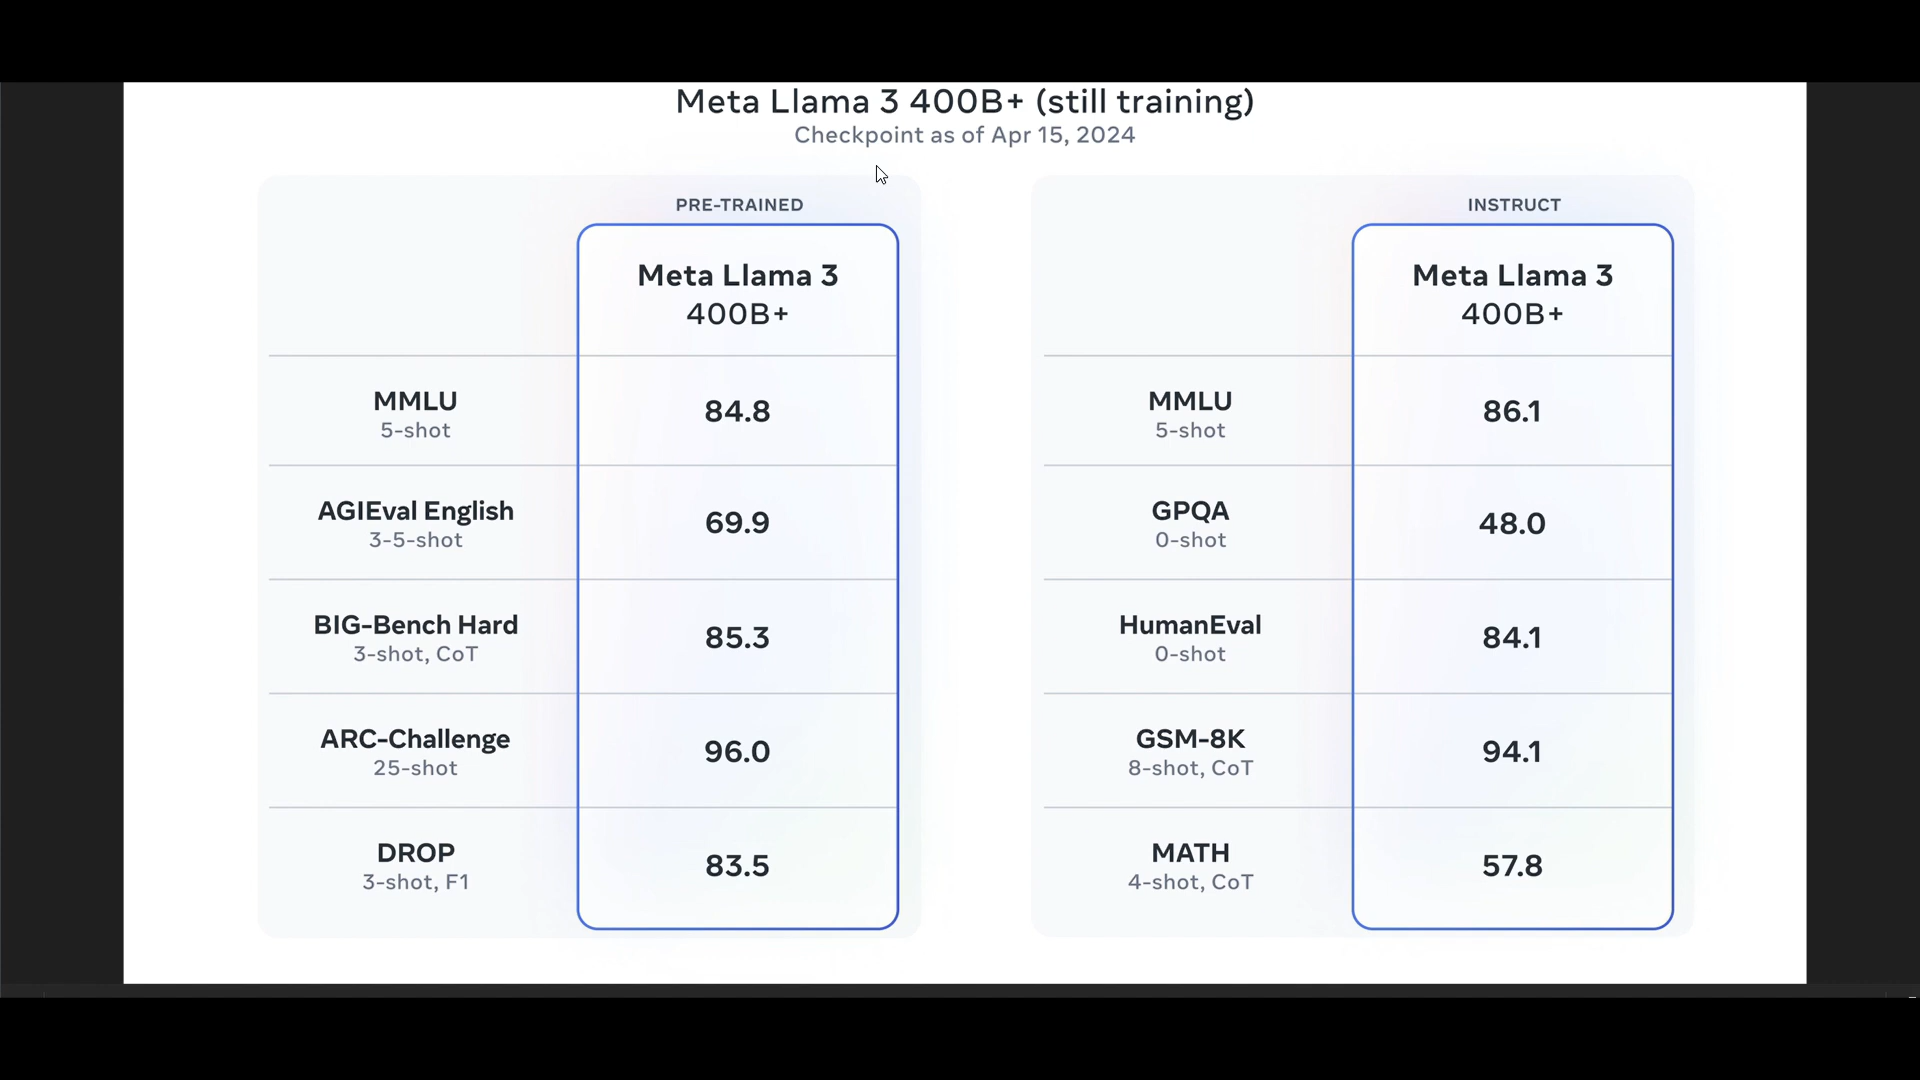 Meta Llama 3 400B+ (still training)
Checkpoint as of Apr 15, 2024
PRE-TRAINED
Meta Llama 3
400B+
MMLU
5-shot
84.8
AGIEval English
3-5-shot
69.9
BIG-Bench Hard
3-shot, CoT
85.3
ARC-Challenge
25-shot
96.0
DROP
3-shot, F1
83.5
INSTRUCT
Meta Llama 3
400B+
MMLU
5-shot
86.1
GPQA
0-shot
48.0
HumanEval
0-shot
84.1
GSM-8K
8-shot, CoT
94.1
MATH
4-shot, CoT
57.8